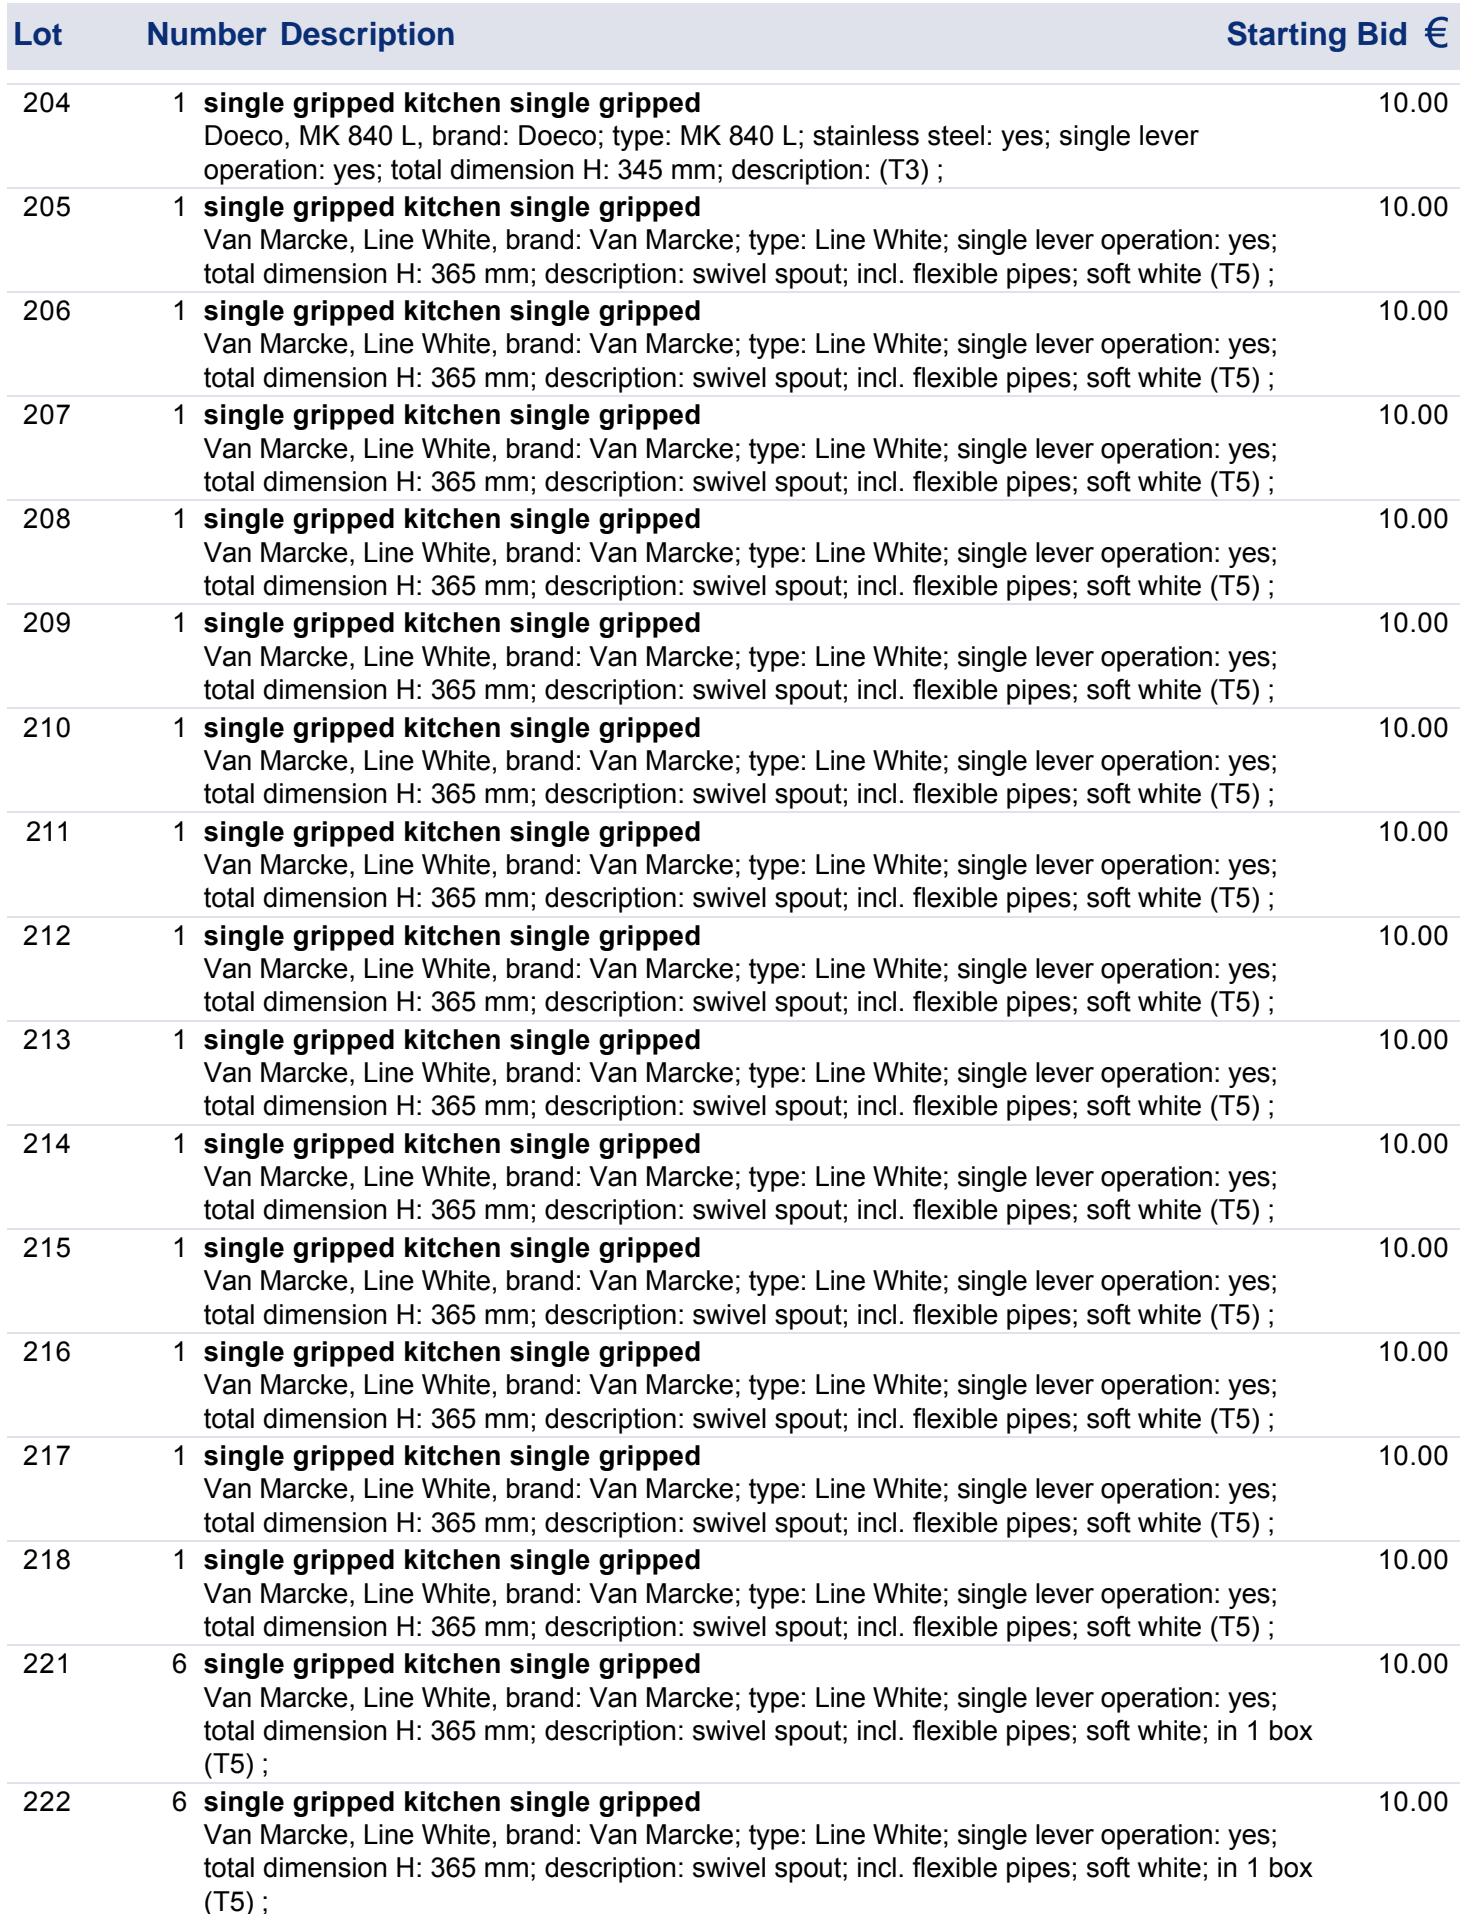 Lot Number Description Starting Bid €
204 1 single gripped kitchen single gripped 10.00
Doeco, MK 840 L, brand: Doeco; type: MK 840 L; stainless steel: yes; single lever
operation: yes; total dimension H: 345 mm; description: (T3) ;
205 1 single gripped kitchen single gripped 10.00
Van Marcke, Line White, brand: Van Marcke; type: Line White; single lever operation: yes;
total dimension H: 365 mm; description: swivel spout; incl. flexible pipes; soft white (T5) ;
206 1 single gripped kitchen single gripped 10.00
Van Marcke, Line White, brand: Van Marcke; type: Line White; single lever operation: yes;
total dimension H: 365 mm; description: swivel spout; incl. flexible pipes; soft white (T5) ;
207 1 single gripped kitchen single gripped 10.00
Van Marcke, Line White, brand: Van Marcke; type: Line White; single lever operation: yes;
total dimension H: 365 mm; description: swivel spout; incl. flexible pipes; soft white (T5) ;
208 1 single gripped kitchen single gripped 10.00
Van Marcke, Line White, brand: Van Marcke; type: Line White; single lever operation: yes;
total dimension H: 365 mm; description: swivel spout; incl. flexible pipes; soft white (T5) ;
209 1 single gripped kitchen single gripped 10.00
Van Marcke, Line White, brand: Van Marcke; type: Line White; single lever operation: yes;
total dimension H: 365 mm; description: swivel spout; incl. flexible pipes; soft white (T5) ;
210 1 single gripped kitchen single gripped 10.00
Van Marcke, Line White, brand: Van Marcke; type: Line White; single lever operation: yes;
total dimension H: 365 mm; description: swivel spout; incl. flexible pipes; soft white (T5) ;
211 1 single gripped kitchen single gripped 10.00
Van Marcke, Line White, brand: Van Marcke; type: Line White; single lever operation: yes;
total dimension H: 365 mm; description: swivel spout; incl. flexible pipes; soft white (T5) ;
212 1 single gripped kitchen single gripped 10.00
Van Marcke, Line White, brand: Van Marcke; type: Line White; single lever operation: yes;
total dimension H: 365 mm; description: swivel spout; incl. flexible pipes; soft white (T5) ;
213 1 single gripped kitchen single gripped 10.00
Van Marcke, Line White, brand: Van Marcke; type: Line White; single lever operation: yes;
total dimension H: 365 mm; description: swivel spout; incl. flexible pipes; soft white (T5) ;
214 1 single gripped kitchen single gripped 10.00
Van Marcke, Line White, brand: Van Marcke; type: Line White; single lever operation: yes;
total dimension H: 365 mm; description: swivel spout; incl. flexible pipes; soft white (T5) ;
215 1 single gripped kitchen single gripped 10.00
Van Marcke, Line White, brand: Van Marcke; type: Line White; single lever operation: yes;
total dimension H: 365 mm; description: swivel spout; incl. flexible pipes; soft white (T5) ;
216 1 single gripped kitchen single gripped 10.00
Van Marcke, Line White, brand: Van Marcke; type: Line White; single lever operation: yes;
total dimension H: 365 mm; description: swivel spout; incl. flexible pipes; soft white (T5) ;
217 1 single gripped kitchen single gripped 10.00
Van Marcke, Line White, brand: Van Marcke; type: Line White; single lever operation: yes;
total dimension H: 365 mm; description: swivel spout; incl. flexible pipes; soft white (T5) ;
218 1 single gripped kitchen single gripped 10.00
Van Marcke, Line White, brand: Van Marcke; type: Line White; single lever operation: yes;
total dimension H: 365 mm; description: swivel spout; incl. flexible pipes; soft white (T5) ;
221 6 single gripped kitchen single gripped 10.00
Van Marcke, Line White, brand: Van Marcke; type: Line White; single lever operation: yes;
total dimension H: 365 mm; description: swivel spout; incl. flexible pipes; soft white; in 1 box
(T5) ;
222 6 single gripped kitchen single gripped 10.00
Van Marcke, Line White, brand: Van Marcke; type: Line White; single lever operation: yes;
total dimension H: 365 mm; description: swivel spout; incl. flexible pipes; soft white; in 1 box
(T5) ;